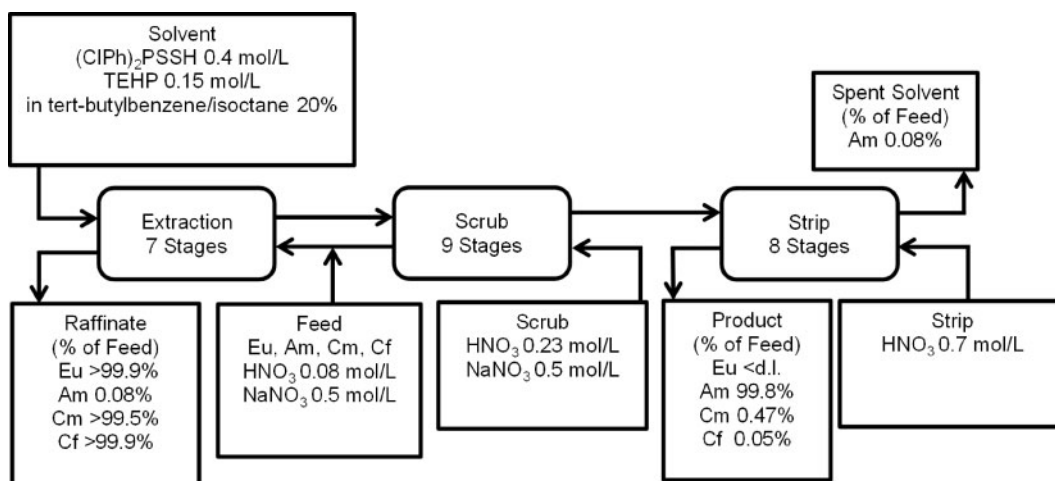 Solvent
(ClPh)₂PSSH 0.4 mol/L
TEHP 0.15 mol/L
in tert-butylbenzene/isoctane 20%
Spent Solvent
(% of Feed)
Am 0.08%
Extraction
7 Stages
Scrub
9 Stages
Strip
8 Stages
Raffinate
(% of Feed)
Eu >99.9%
Am 0.08%
Cm >99.5%
Cf >99.9%
Feed
Eu, Am, Cm, Cf
HNO₃ 0.08 mol/L
NaNO₃ 0.5 mol/L
Scrub
HNO₃ 0.23 mol/L
NaNO₃ 0.5 mol/L
Product
(% of Feed)
Eu <d.l.
Am 99.8%
Cm 0.47%
Cf 0.05%
Strip
HNO₃ 0.7 mol/L